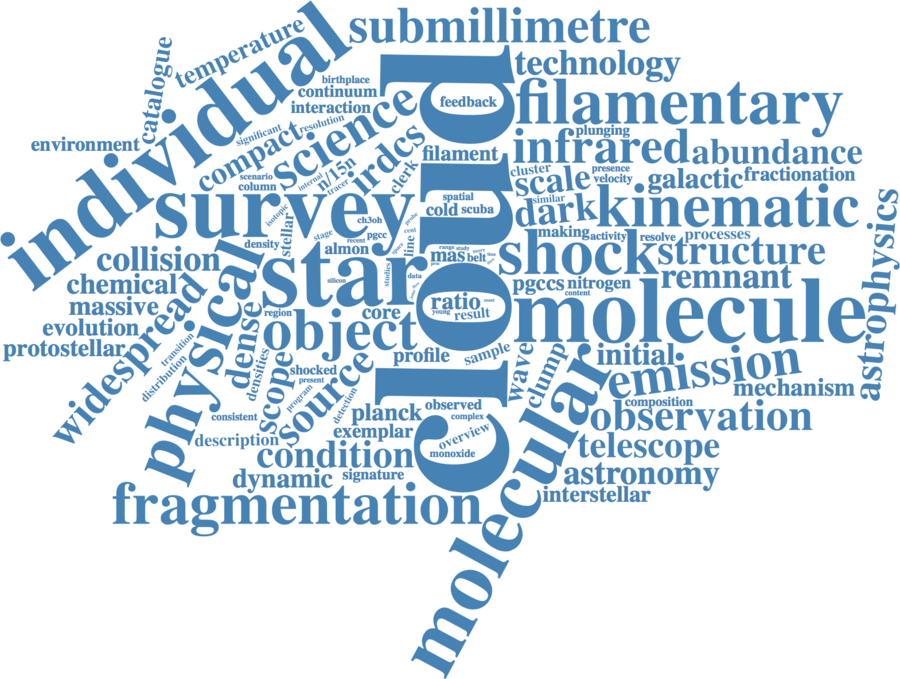 submillimetre
individual
temperature
technology
catalogue
birthplace
continuum
interaction
feedback
filamentary
cloud
science
significant
resolution
compact
environment
irdcs
plunging
infrared
abundance
filament
scenario
column
internal
n/15n
tracer
clerk
cluster
presence
velocity
scale
galactic
fractionation
survey
spatial
cold
scuba
similar
dark
kinematic
isotopic
stellar
ch3oh
stage
recent
pgcc
probe
cent
line
making
activity
resolve
processes
density
almon
range
study
mas
belt
shock
structure
astrophysics
collision
star
space
studies
data
silicon
remnant
chemical
physical
pgccs
nitrogen
content
massive
widespread
ratio
young
result
molecule
evolution
dense
region
core
object
protostellar
transition
distribution
densities
scope
shocked
present
program
source
profile
sample
wave
clump
initial
emission
mechanism
detection
consistent
planck
observed
complex
composition
observation
description
exemplar
overview
monoxide
condition
molecular
telescope
dynamic
signature
astronomy
fragmentation
interstellar